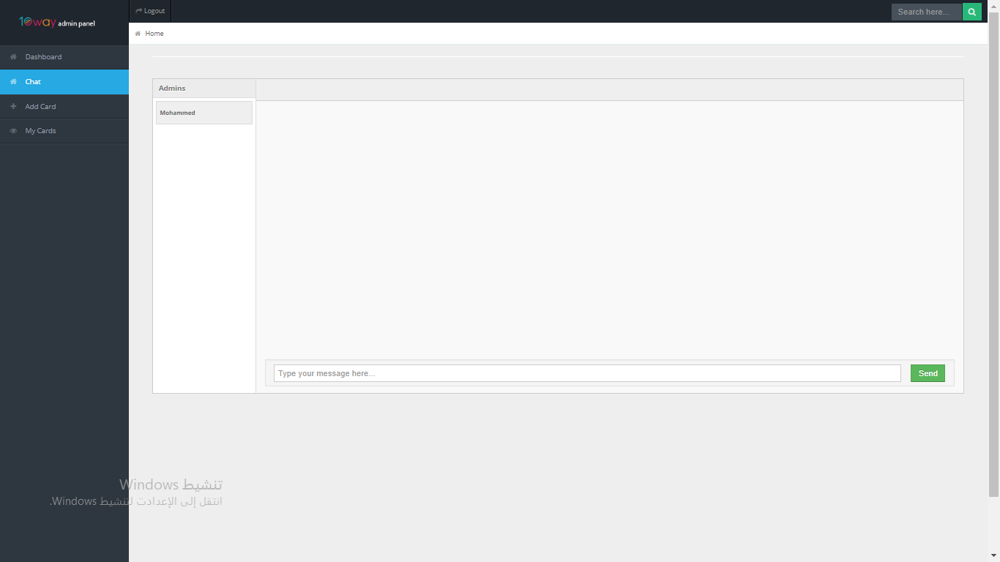 10way admin panel
Logout
Search here...
Home
Dashboard
Chat
Add Card
My Cards
Admins
Mohammed
Type your message here...
Send
تنشيط Windows
انتقل إلى الإعدادت لتنشيط Windows.